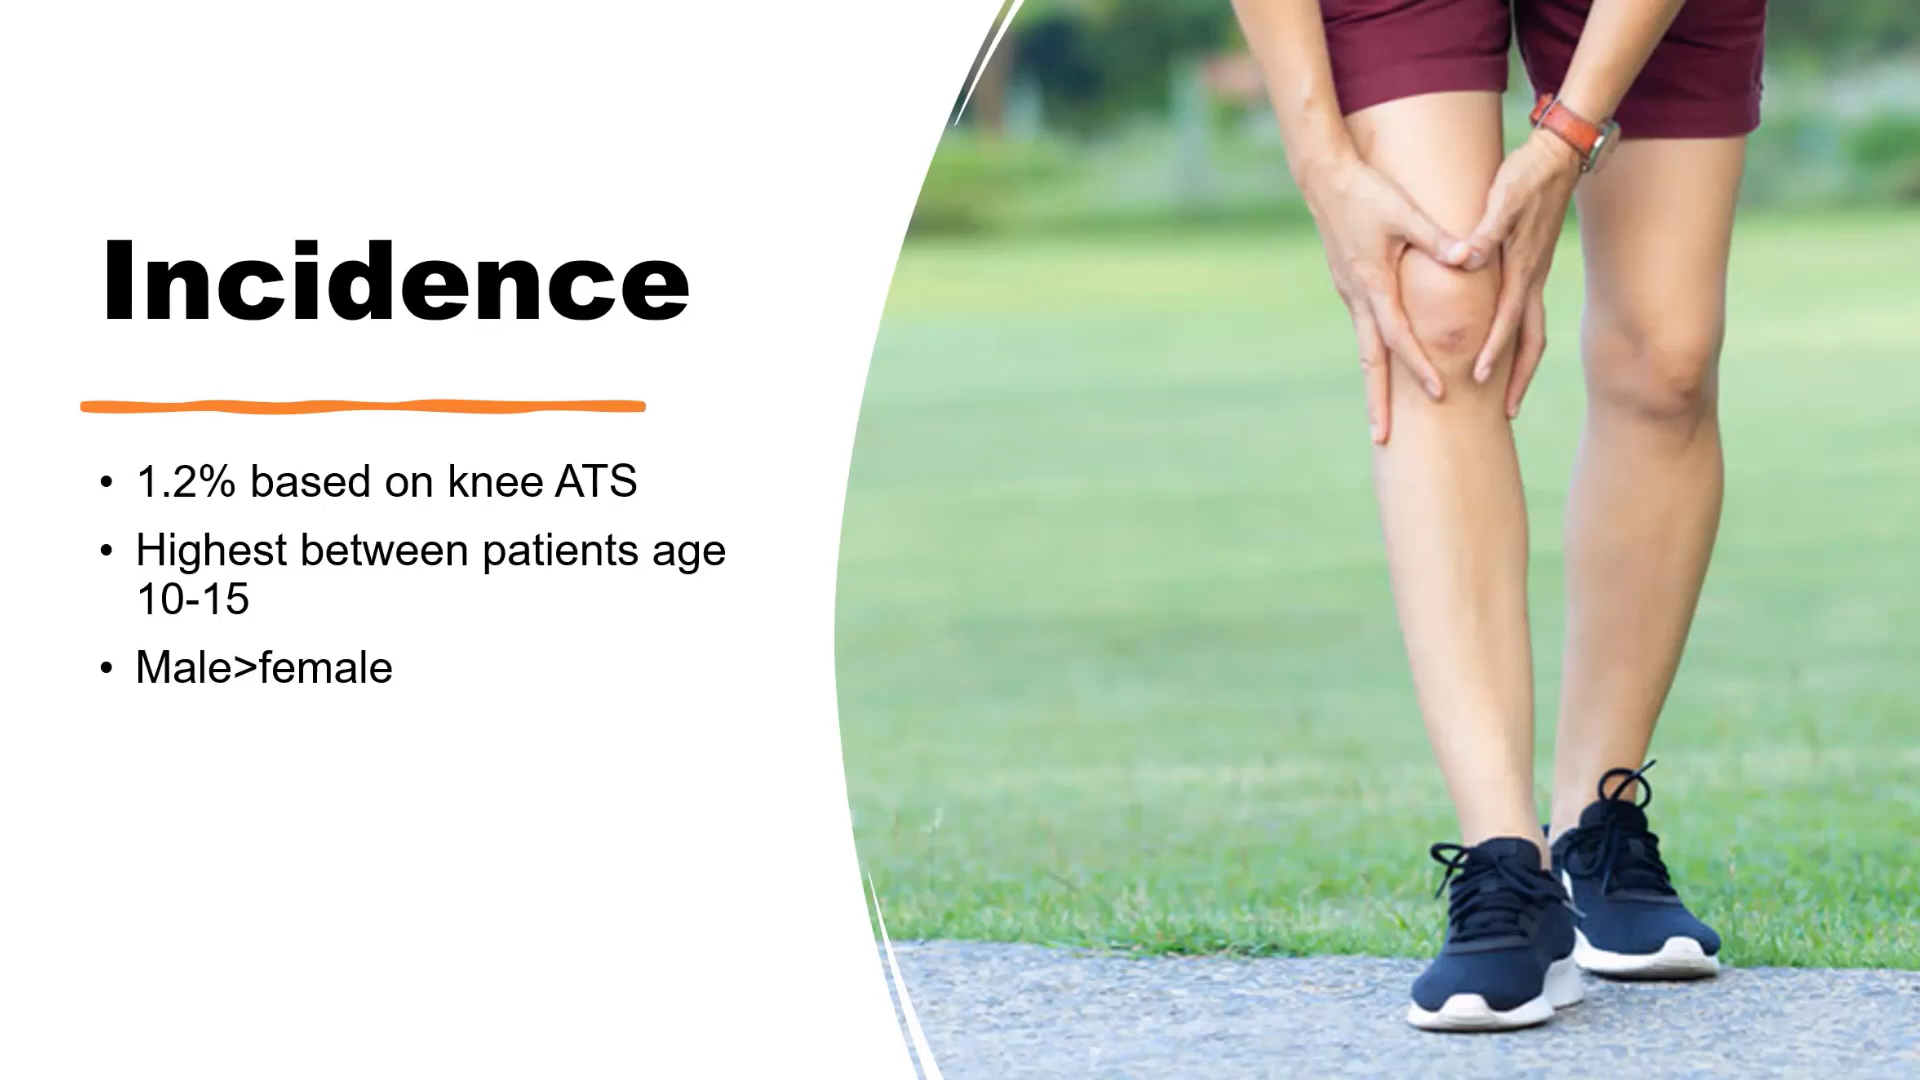 Incidence
• 1.2% based on knee ATS
• Highest between patients age
10-15
• Male>female